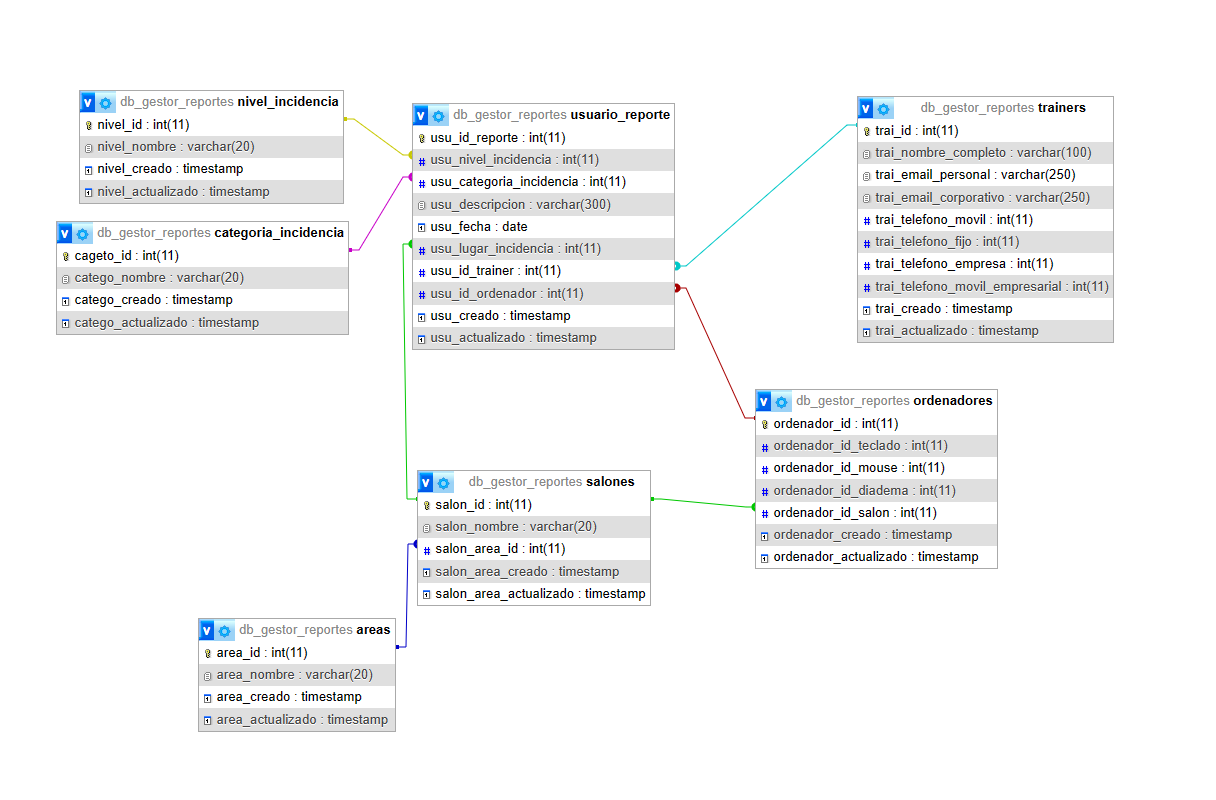 db_gestor_reportes nivel_incidencia
nivel_id : int(11)
nivel_nombre : varchar(20)
nivel_creado : timestamp
nivel_actualizado : timestamp
db_gestor_reportes categoria_incidencia
cageto_id : int(11)
catego_nombre : varchar(20)
catego_creado : timestamp
catego_actualizado : timestamp
db_gestor_reportes usuario_reporte
usu_id_reporte : int(11)
usu_nivel_incidencia : int(11)
usu_categoria_incidencia : int(11)
usu_descripcion : varchar(300)
usu_fecha : date
usu_lugar_incidencia : int(11)
usu_id_trainer : int(11)
usu_id_ordenador : int(11)
usu_creado : timestamp
usu_actualizado : timestamp
db_gestor_reportes trainers
trai_id : int(11)
trai_nombre_completo : varchar(100)
trai_email_personal : varchar(250)
trai_email_corporativo : varchar(250)
trai_telefono_movil : int(11)
trai_telefono_fijo : int(11)
trai_telefono_empresa : int(11)
trai_telefono_movil_empresarial : int(11)
trai_creado : timestamp
trai_actualizado : timestamp
db_gestor_reportes ordenadores
ordenador_id : int(11)
ordenador_id_teclado : int(11)
ordenador_id_mouse : int(11)
ordenador_id_diadema : int(11)
ordenador_id_salon : int(11)
ordenador_creado : timestamp
ordenador_actualizado : timestamp
db_gestor_reportes salones
salon_id : int(11)
salon_nombre : varchar(20)
salon_area_id : int(11)
salon_area_creado : timestamp
salon_area_actualizado : timestamp
db_gestor_reportes areas
area_id : int(11)
area_nombre : varchar(20)
area_creado : timestamp
area_actualizado : timestamp